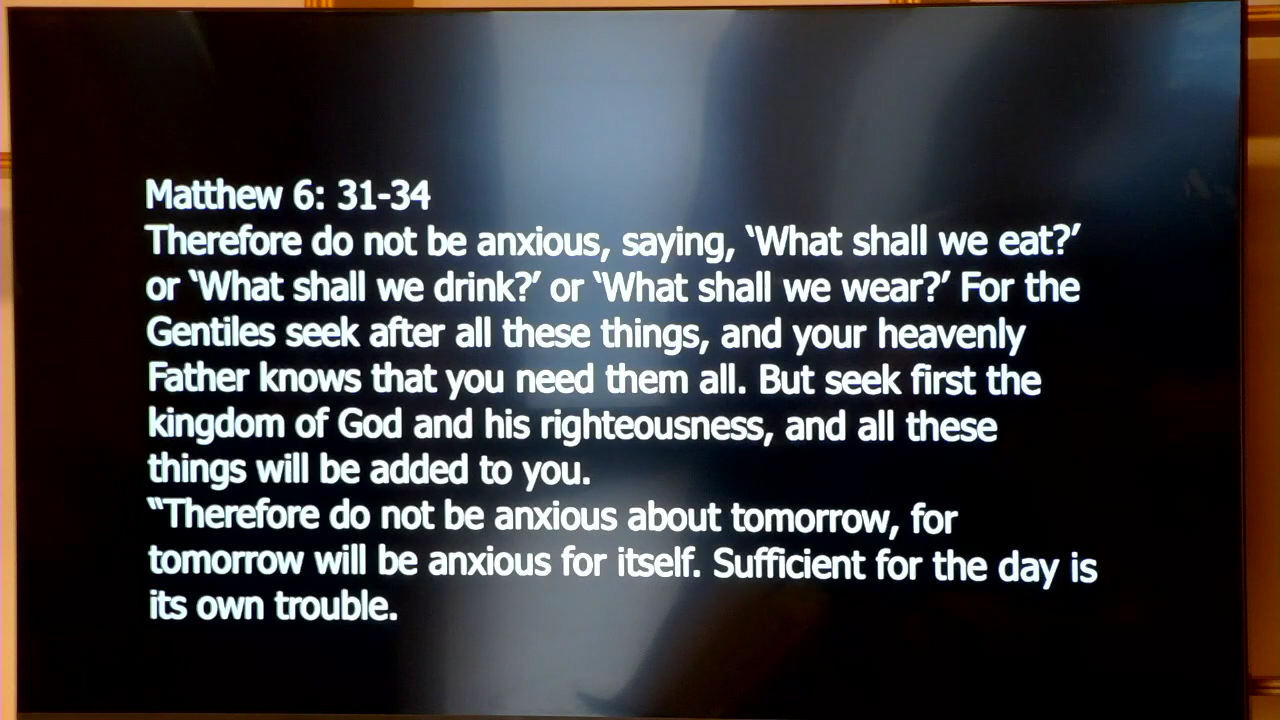 Matthew 6: 31-34
Therefore do not be anxious, saying, ‘What shall we eat?’
or ‘What shall we drink?’ or ‘What shall we wear?’ For the
Gentiles seek after all these things, and your heavenly
Father knows that you need them all. But seek first the
kingdom of God and his righteousness, and all these
things will be added to you.
“Therefore do not be anxious about tomorrow, for
tomorrow will be anxious for itself. Sufficient for the day is
its own trouble.